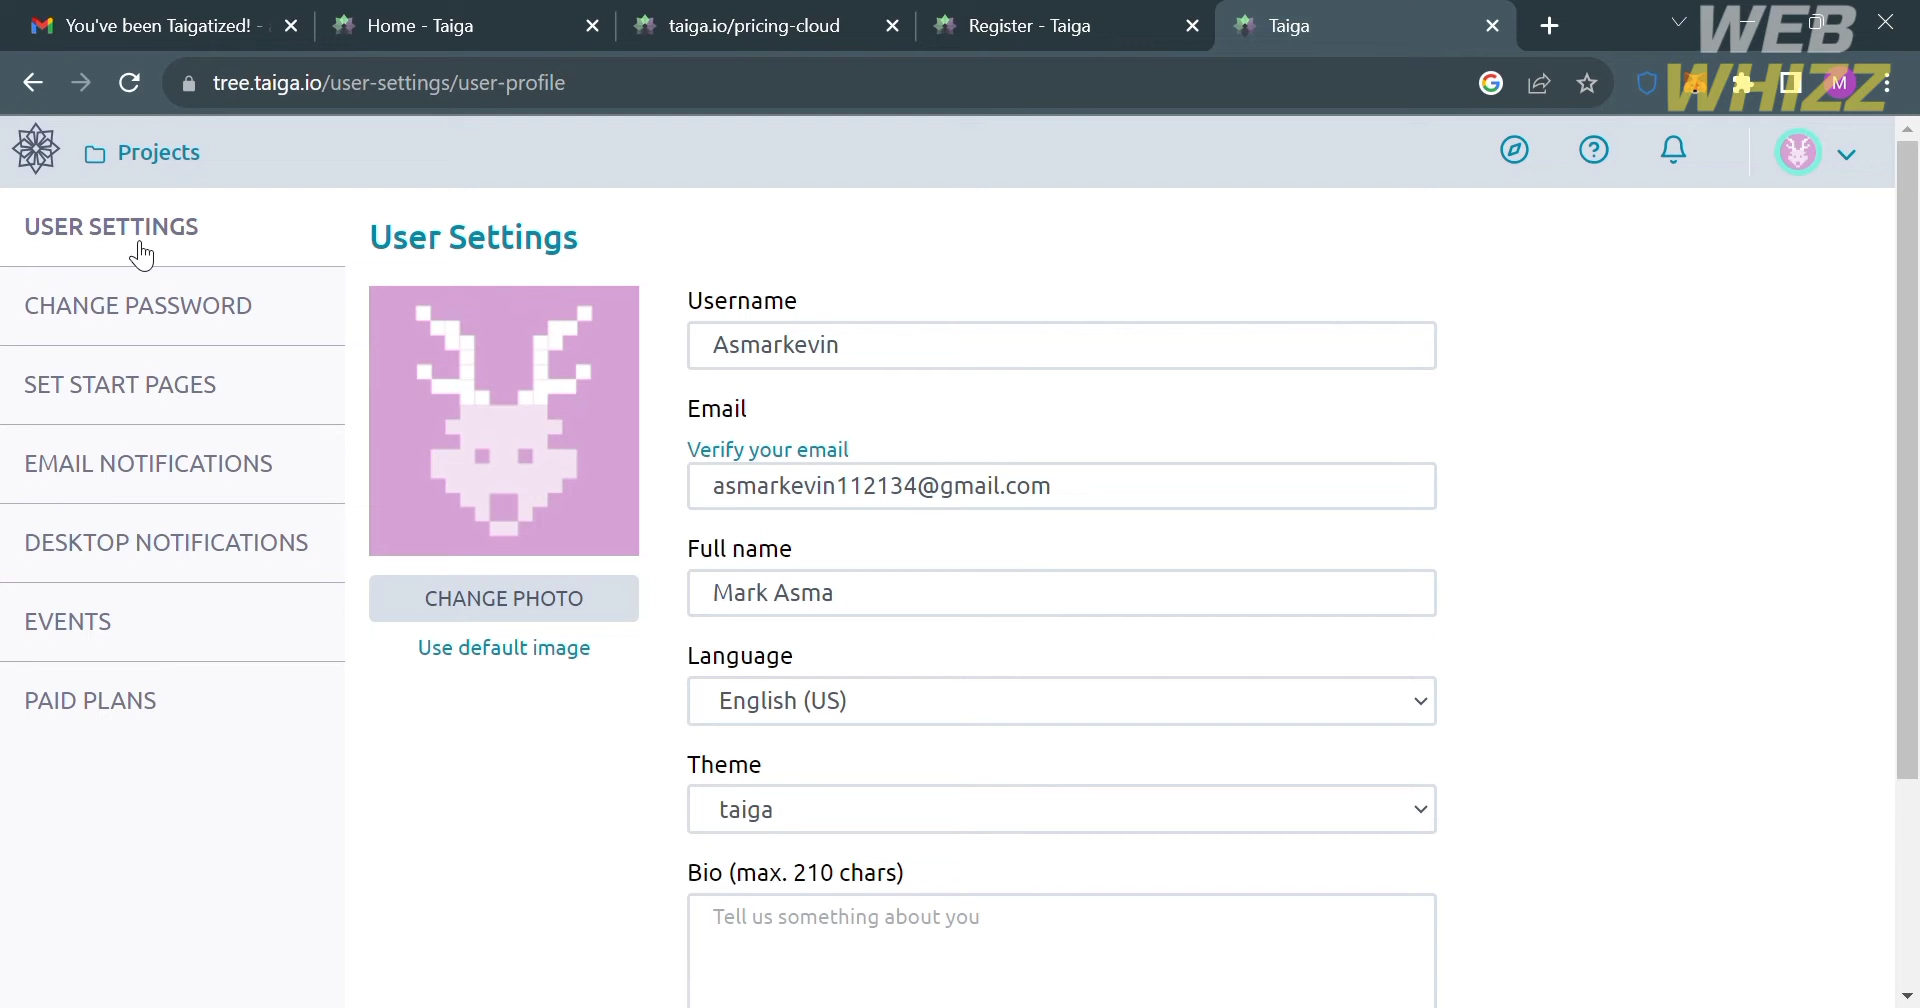 You've been Taigatized! -
Home - Taiga
taiga.io/pricing-cloud
Register - Taiga
Taiga
WEB
WHIZZ
tree.taiga.io/user-settings/user-profile
M
Projects
USER SETTINGS
CHANGE PASSWORD
SET START PAGES
EMAIL NOTIFICATIONS
DESKTOP NOTIFICATIONS
EVENTS
PAID PLANS
User Settings
CHANGE PHOTO
Use default image
Username
Asmarkevin
Email
Verify your email
asmarkevin112134@gmail.com
Full name
Mark Asma
Language
English (US)
Theme
taiga
Bio (max. 210 chars)
Tell us something about you